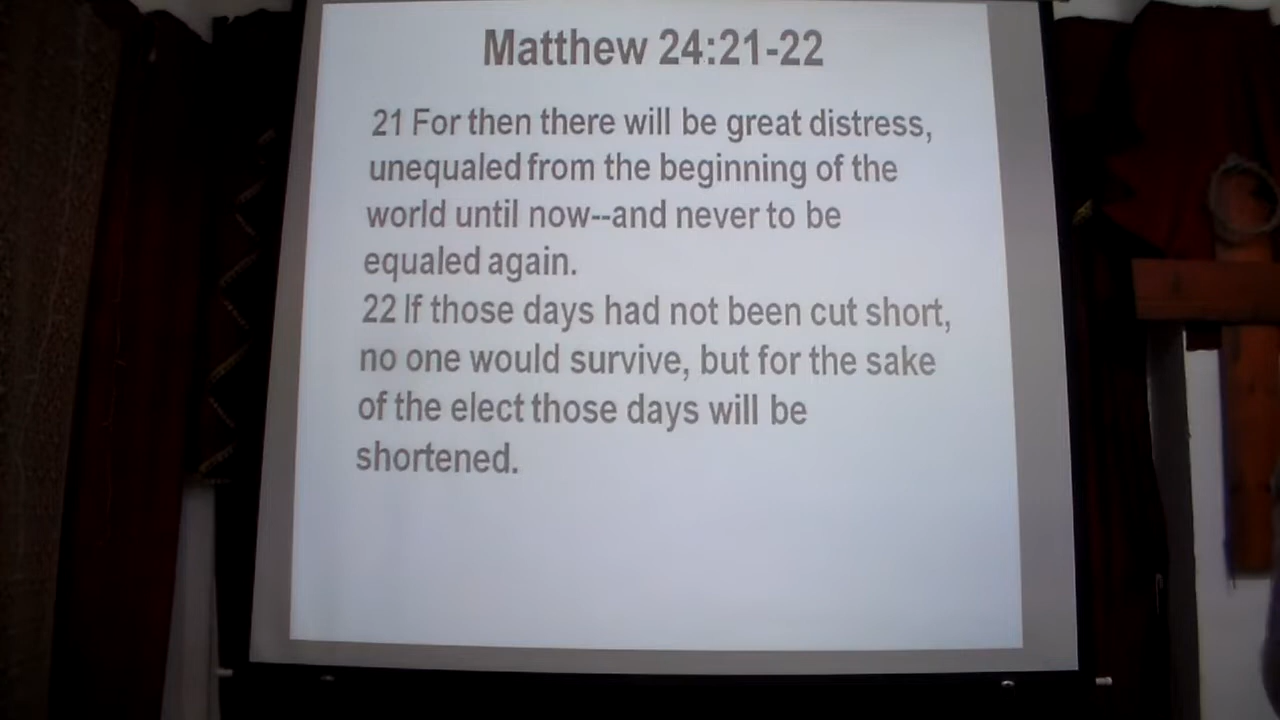 Matthew 24:21-22
21 For then there will be great distress,
unequaled from the beginning of the
world until now--and never to be
equaled again.
22 If those days had not been cut short,
no one would survive, but for the sake
of the elect those days will be
shortened.